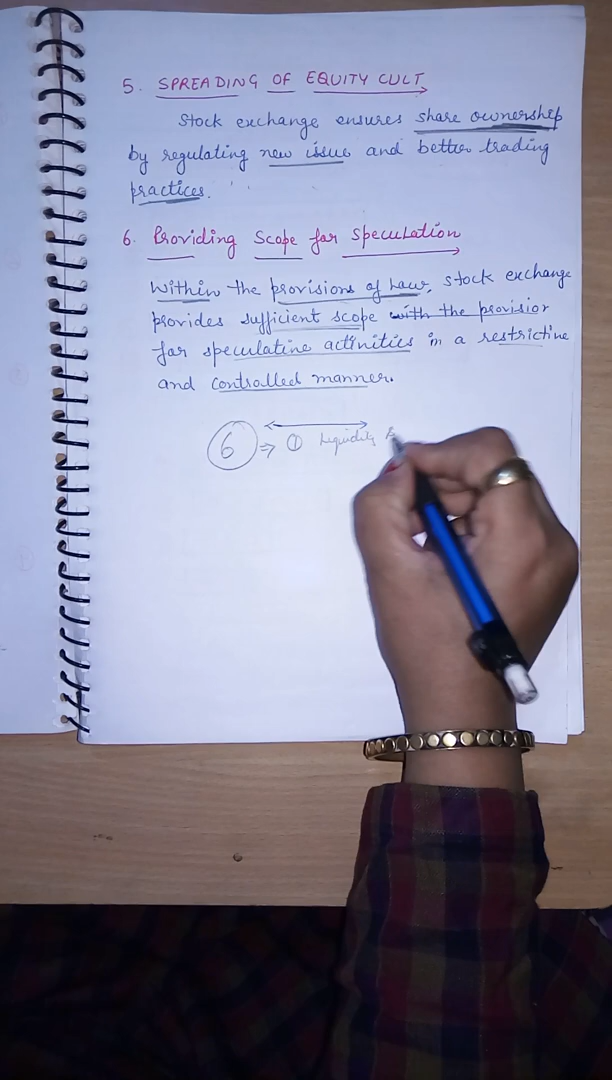 5. SPREADING OF EQUITY CULT
Stock exchange ensures share ownership
by regulating new issue and better trading
practices.
6. Providing Scope for Speculation
Within the provisions of Law, stock exchange
provides sufficient scope with the provision
for speculative activities in a restrictive
and controlled manner.
6 ⇒ ① Liquidity &